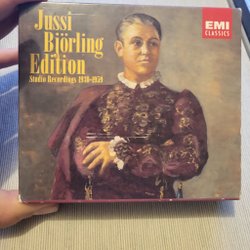 Jussi
Björling
Edition
Studio Recordings 1930-1959
EMI
CLASSICS